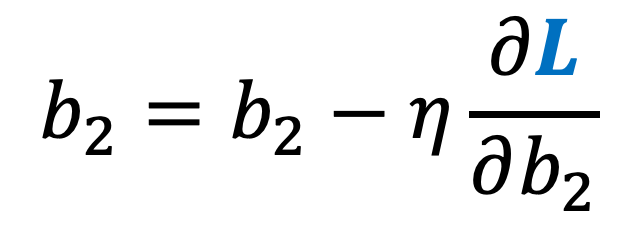 b₂ = b₂ − η ∂L/∂b₂